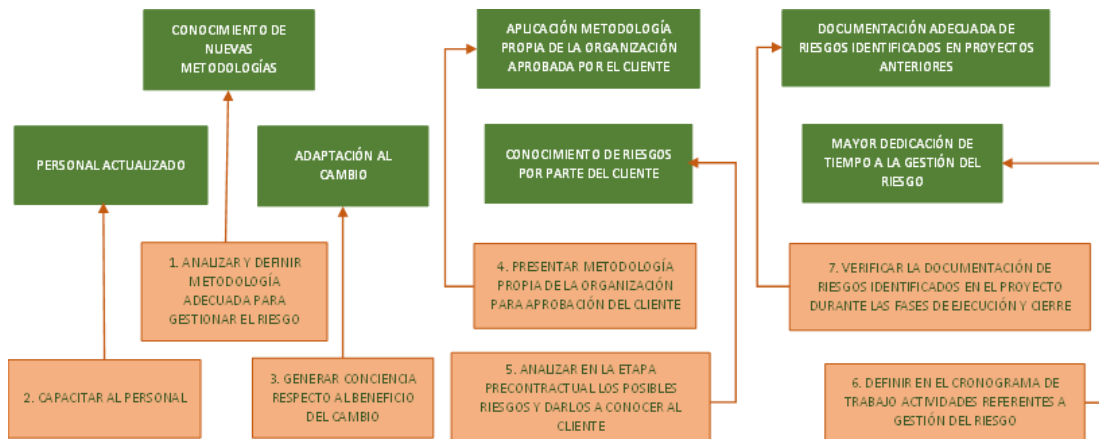 CONOCIMIENTO DE
NUEVAS
METODOLOGÍAS
APLICACIÓN METODOLOGÍA
PROPIA DE LA ORGANIZACIÓN
APROBADA POR EL CLIENTE
DOCUMENTACIÓN ADECUADA DE
RIESGOS IDENTIFICADOS EN PROYECTOS
ANTERIORES
PERSONAL ACTUALIZADO
ADAPTACIÓN AL
CAMBIO
CONOCIMIENTO DE RIESGOS
POR PARTE DEL CLIENTE
MAYOR DEDICACIÓN DE
TIEMPO A LA GESTIÓN DEL
RIESGO
1. ANALIZAR Y DEFINIR
METODOLOGÍA
ADECUADA PARA
GESTIONAR EL RIESGO
4. PRESENTAR METODOLOGÍA
PROPIA DE LA ORGANIZACIÓN
PARA APROBACIÓN DEL CLIENTE
7. VERIFICAR LA DOCUMENTACIÓN DE
RIESGOS IDENTIFICADOS EN EL PROYECTO
DURANTE LAS FASES DE EJECUCIÓN Y CIERRE
2. CAPACITAR AL PERSONAL
3. GENERAR CONCIENCIA
RESPECTO AL BENEFICIO
DEL CAMBIO
5. ANALIZAR EN LA ETAPA
PRECONTRACTUAL LOS POSIBLES
RIESGOS Y DARLOS A CONOCER AL
CLIENTE
6. DEFINIR EN EL CRONOGRAMA DE
TRABAJO ACTIVIDADES REFERENTES A
GESTIÓN DEL RIESGO